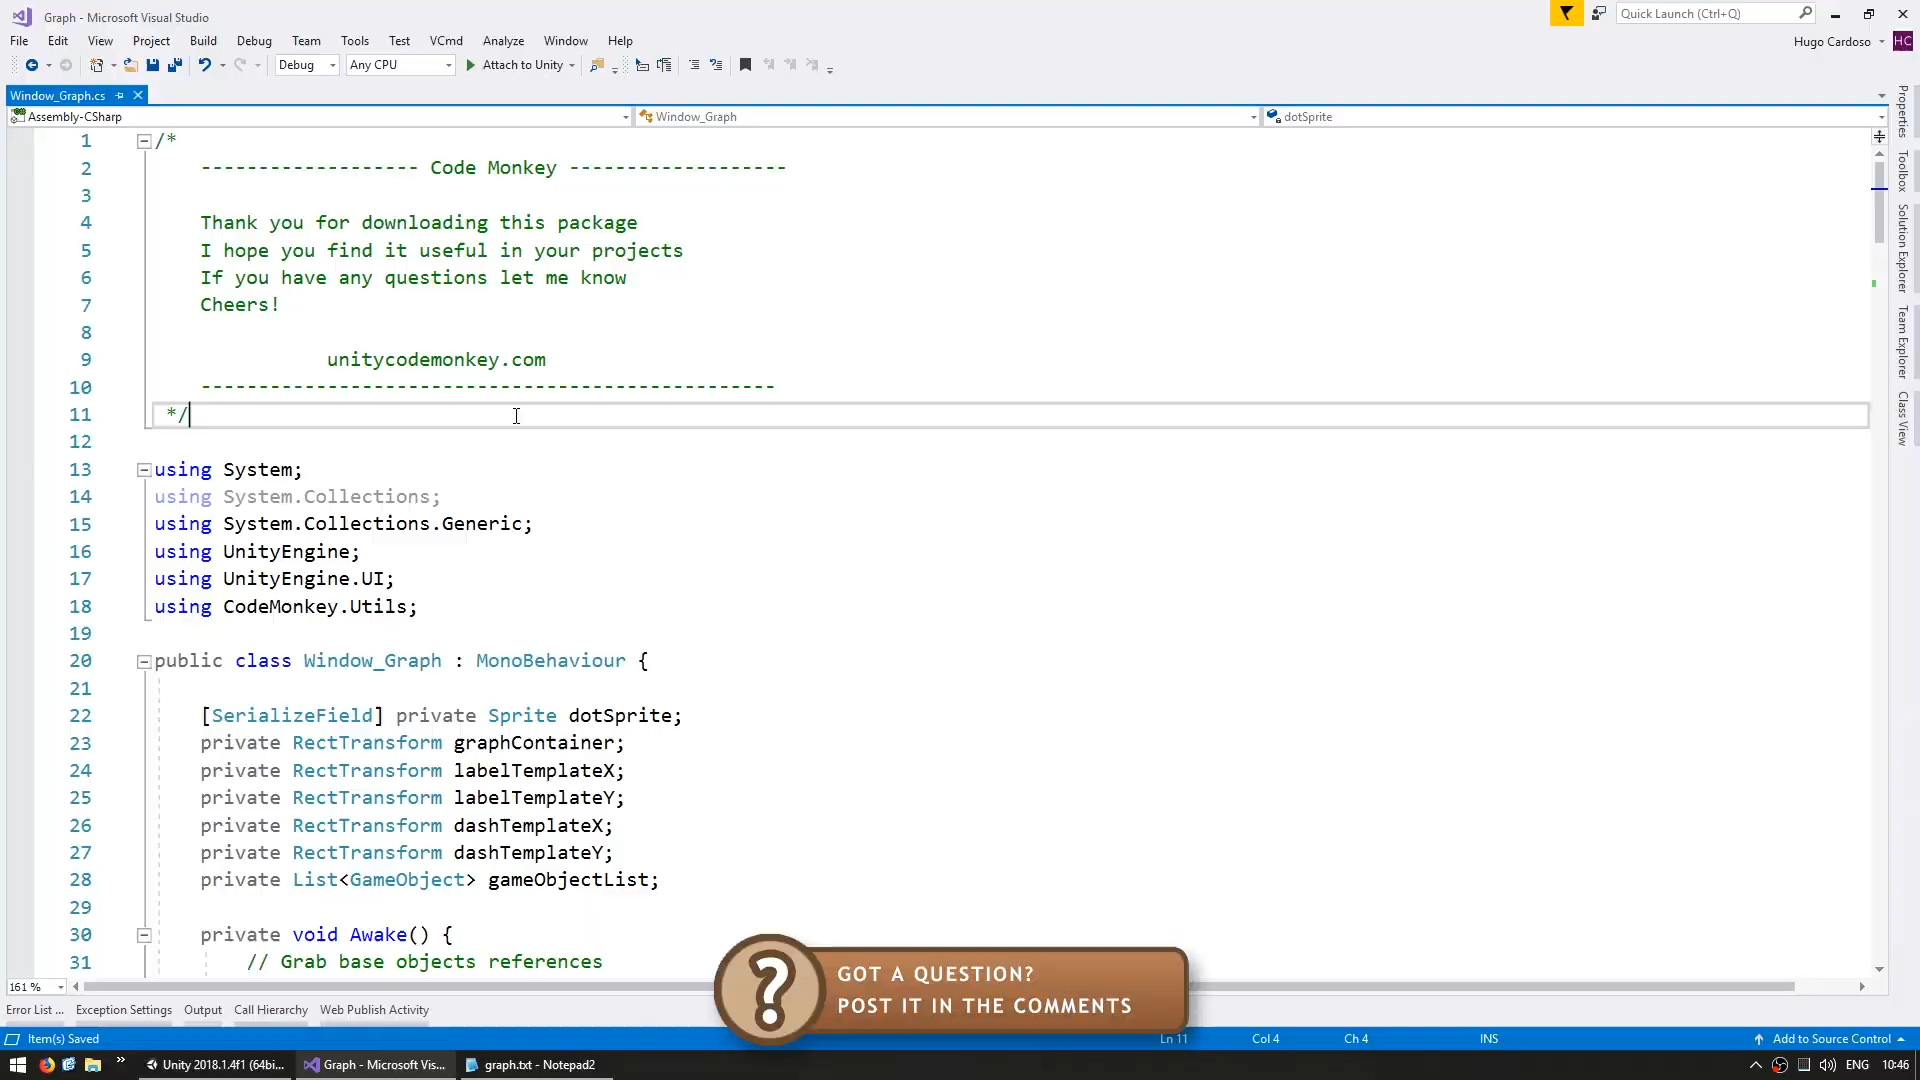 Graph - Microsoft Visual Studio
Quick Launch (Ctrl+Q)
File Edit View Project Build Debug Team Tools Test VCmd Analyze Window Help
Hugo Cardoso HC
Debug Any CPU Attach to Unity
Window_Graph.cs
Assembly-CSharp Window_Graph dotSprite
1 /*
2 ------------------- Code Monkey -------------------
3
4 Thank you for downloading this package
5 I hope you find it useful in your projects
6 If you have any questions let me know
7 Cheers!
8
9 unitycodemonkey.com
10 --------------------------------------------------
11 */
12
13 using System;
14 using System.Collections;
15 using System.Collections.Generic;
16 using UnityEngine;
17 using UnityEngine.UI;
18 using CodeMonkey.Utils;
19
20 public class Window_Graph : MonoBehaviour {
21
22 [SerializeField] private Sprite dotSprite;
23 private RectTransform graphContainer;
24 private RectTransform labelTemplateX;
25 private RectTransform labelTemplateY;
26 private RectTransform dashTemplateX;
27 private RectTransform dashTemplateY;
28 private List<GameObject> gameObjectList;
29
30 private void Awake() {
31 // Grab base objects references
Properties
Toolbox
Solution Explorer
Team Explorer
Class View
GOT A QUESTION?
POST IT IN THE COMMENTS
161 %
Error List ... Exception Settings Output Call Hierarchy Web Publish Activity
Item(s) Saved Ln 11 Col 4 Ch 4 INS Add to Source Control
Unity 2018.1.4f1 (64bi... Graph - Microsoft Vis... graph.txt - Notepad2 ENG 10:46